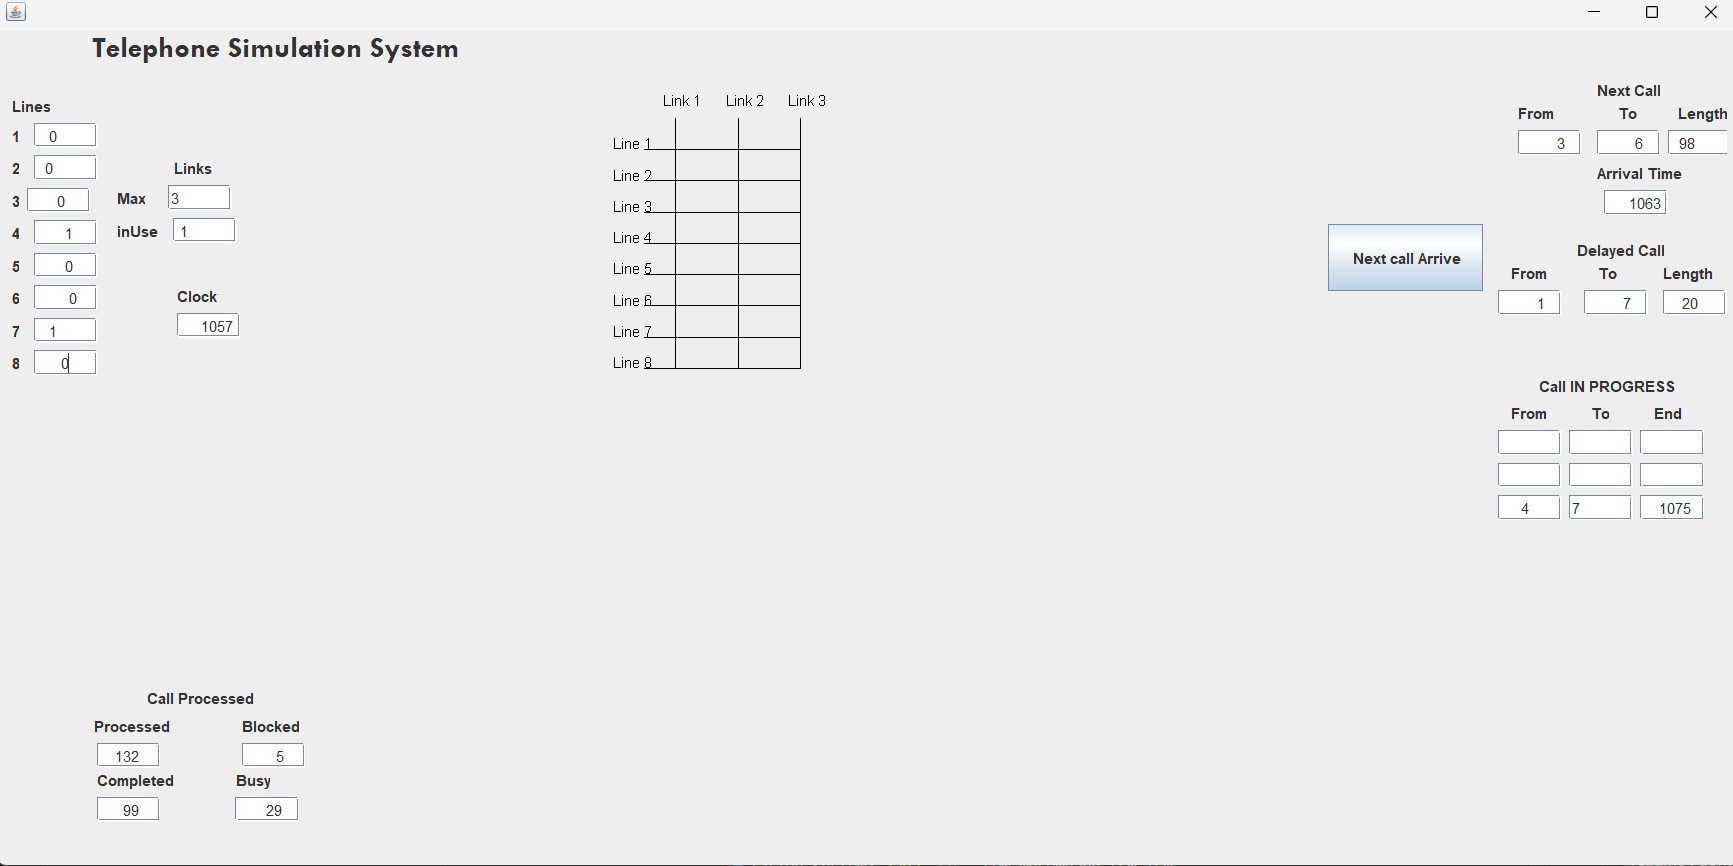 Telephone Simulation System
Lines
1 0
2 0
3 0
4 1
5 0
6 0
7 1
8 0
Links
Max 3
inUse 1
Clock
1057
Link 1 Link 2 Link 3
Line 1
Line 2
Line 3
Line 4
Line 5
Line 6
Line 7
Line 8
Next call Arrive
Next Call
From To Length
3 6 98
Arrival Time
1063
Delayed Call
From To Length
1 7 20
Call IN PROGRESS
From To End
4 7 1075
Call Processed
Processed Blocked
132 5
Completed Busy
99 29